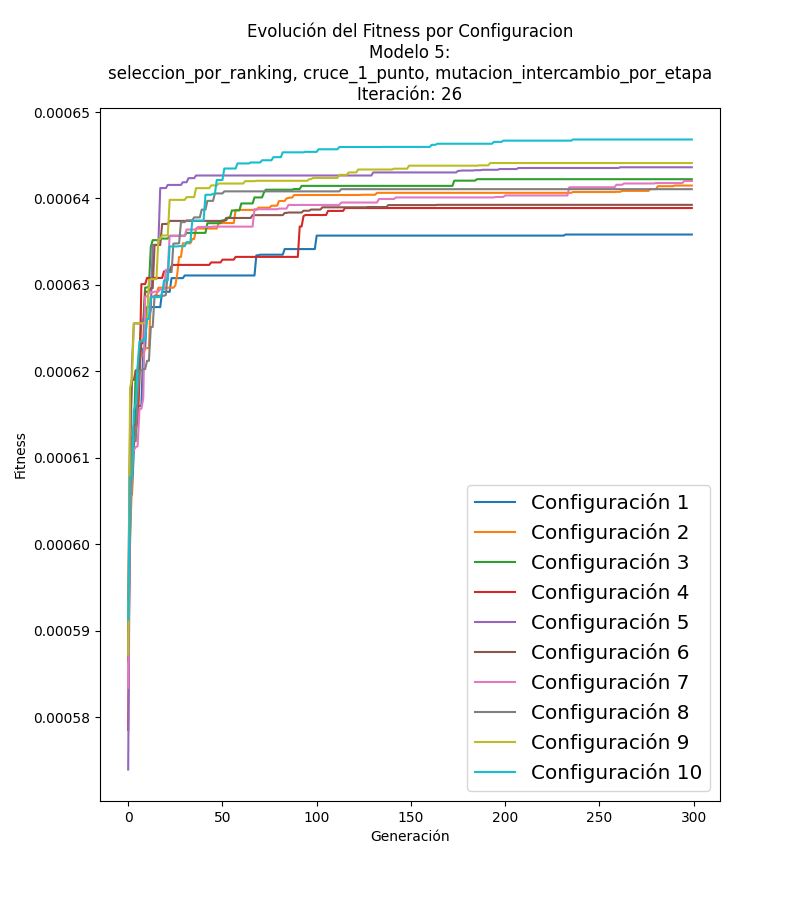 Evolución del Fitness por Configuracion
Modelo 5:
seleccion_por_ranking, cruce_1_punto, mutacion_intercambio_por_etapa
Iteración: 26
0.00065
0.00064
0.00063
0.00062
0.00061
0.00060
0.00059
0.00058
Fitness
Configuración 1
Configuración 2
Configuración 3
Configuración 4
Configuración 5
Configuración 6
Configuración 7
Configuración 8
Configuración 9
Configuración 10
0 50 100 150 200 250 300
Generación